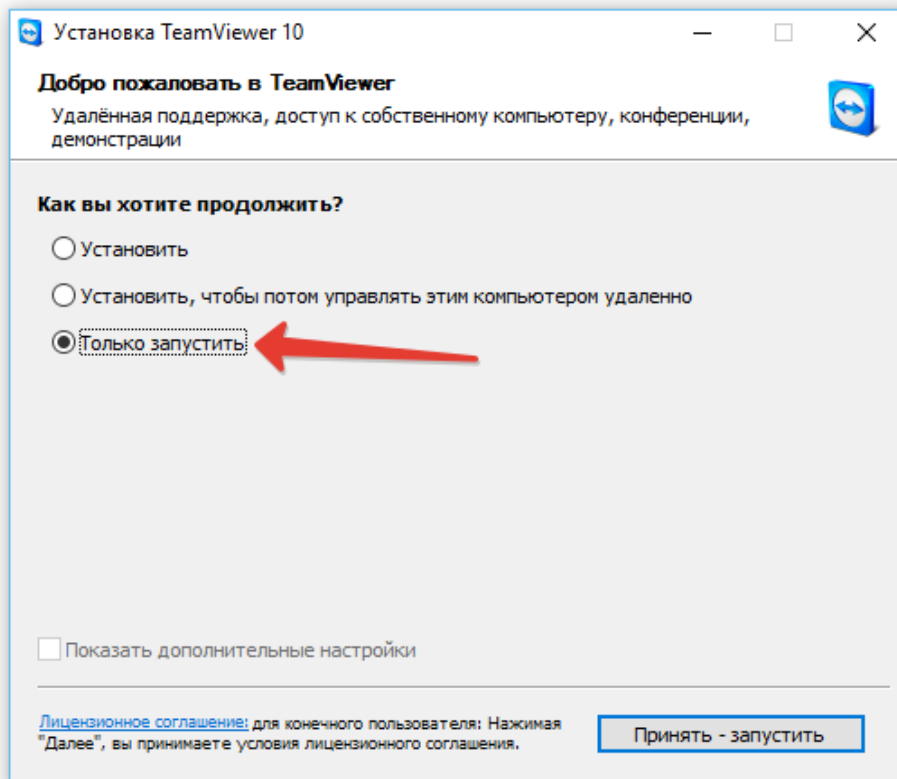 Установка TeamViewer 10
Добро пожаловать в TeamViewer
Удалённая поддержка, доступ к собственному компьютеру, конференции,
демонстрации
Как вы хотите продолжить?
Установить
Установить, чтобы потом управлять этим компьютером удаленно
Только запустить
Показать дополнительные настройки
Лицензионное соглашение: для конечного пользователя: Нажимая
"Далее", вы принимаете условия лицензионного соглашения.
Принять - запустить